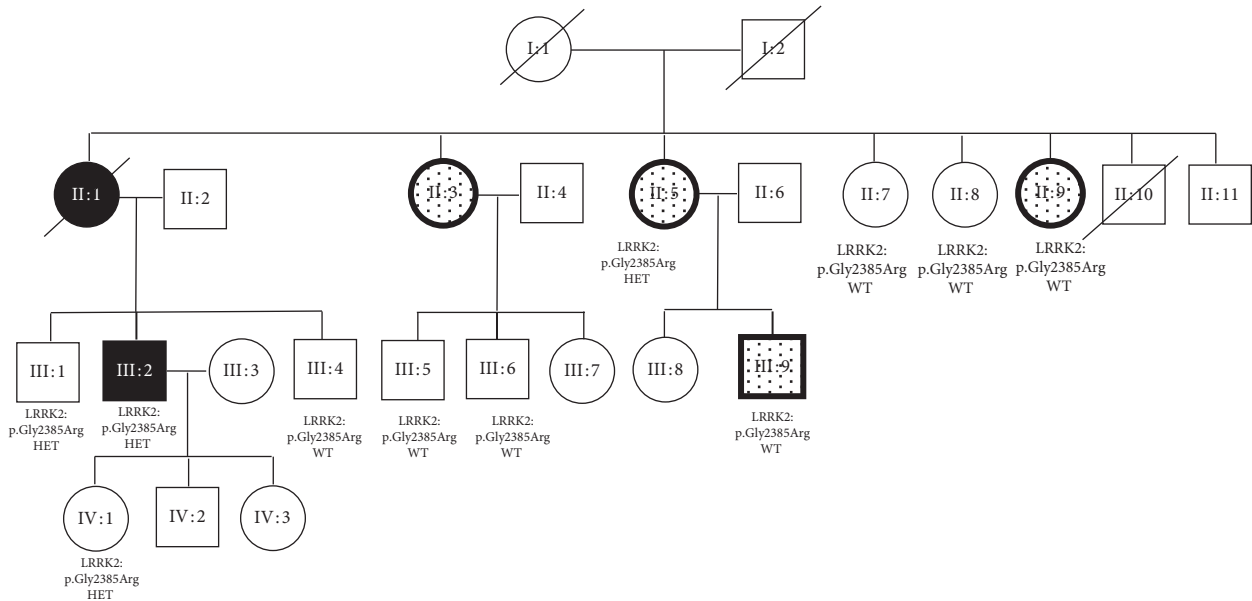 I:1
I:2
II:1
II:2
II:3
II:4
II:5
II:6
II:7
II:8
II:9
II:10
II:11
LRRK2:
p.Gly2385Arg
HET
LRRK2:
p.Gly2385Arg
WT
LRRK2:
p.Gly2385Arg
WT
LRRK2:
p.Gly2385Arg
WT
III:1
III:2
III:3
III:4
III:5
III:6
III:7
III:8
III:9
LRRK2:
p.Gly2385Arg
HET
LRRK2:
p.Gly2385Arg
HET
LRRK2:
p.Gly2385Arg
WT
LRRK2:
p.Gly2385Arg
WT
LRRK2:
p.Gly2385Arg
WT
LRRK2:
p.Gly2385Arg
WT
IV:1
IV:2
IV:3
LRRK2:
p.Gly2385Arg
HET